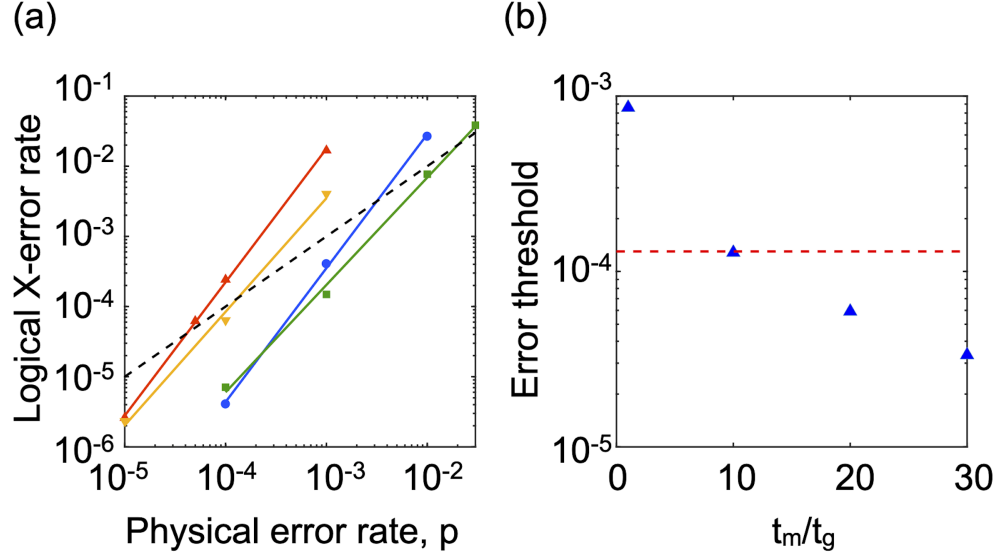 (a)
Logical X-error rate
10^-1
10^-2
10^-3
10^-4
10^-5
10^-6
10^-5 10^-4 10^-3 10^-2
Physical error rate, p
(b)
Error threshold
10^-3
10^-4
10^-5
0 10 20 30
t_m/t_g